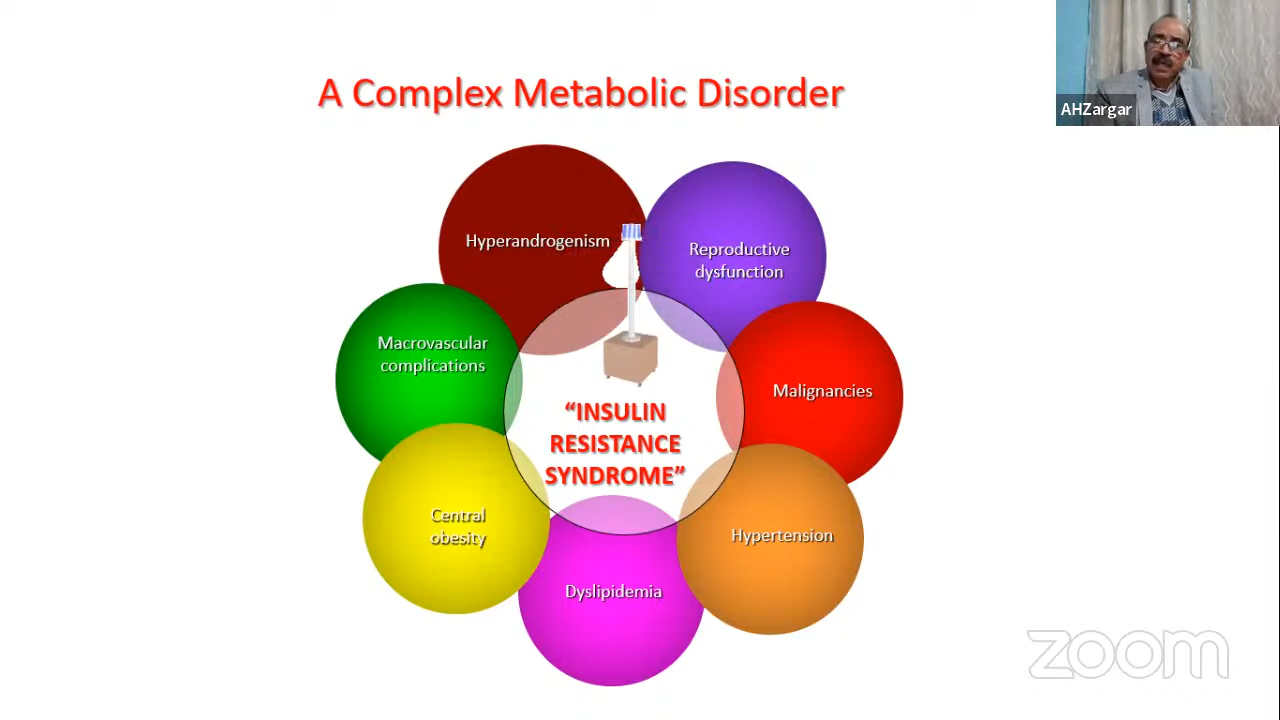 A Complex Metabolic Disorder
AHZargar
Hyperandrogenism
Reproductive
dysfunction
Macrovascular
complications
Malignancies
“INSULIN
RESISTANCE
SYNDROME”
Central
obesity
Hypertension
Dyslipidemia
zoom